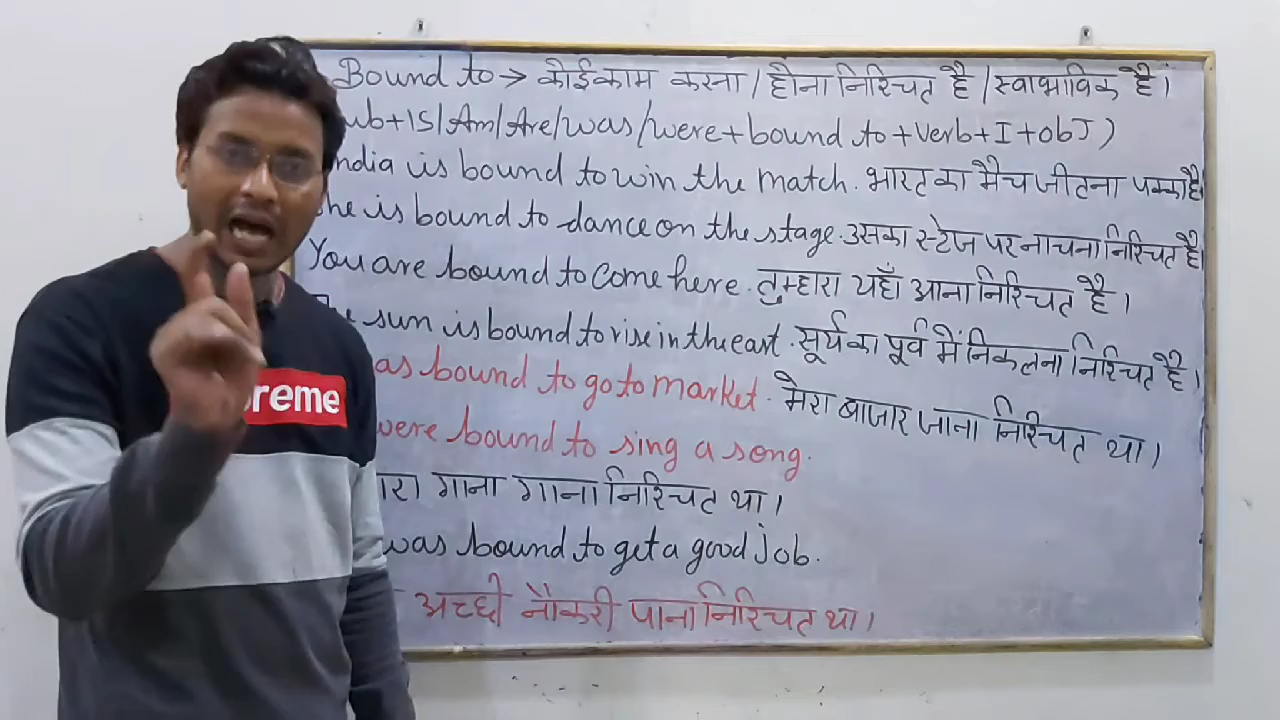 Bound to → कोई काम करना / होना निश्चित है / स्वाभाविक है।
ub + IS / Am / Are / was / were + bound to + verb + I + obJ )
ndia is bound to win the match. भारत का मैच जीतना पक्का है
he is bound to dance on the stage. उसका स्टेज पर नाचना निश्चित है।
You are bound to come here. तुम्हारा यहाँ आना निश्चित है।
e sun is bound to rise in the east. सूर्य का पूर्व में निकलना निश्चित है।
as bound to go to market. मेरा बाजार जाना निश्चित था।
were bound to sing a song.
ारा गाना गाना निश्चित था।
was bound to get a good job.
अच्छी नौकरी पाना निश्चित था।
preme